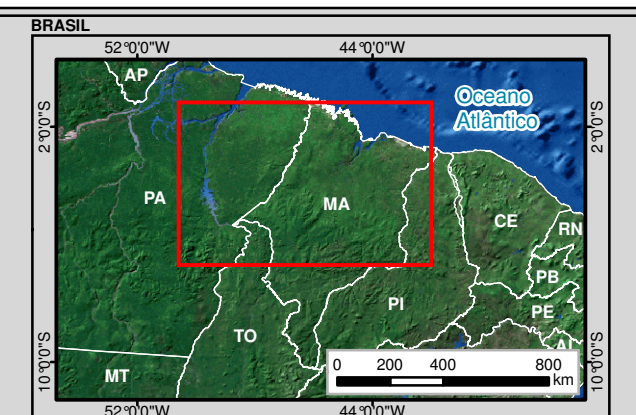 BRASIL
52°0'0"W 44°0'0"W
AP
Oceano
Atlântico
2°0'0"S 2°0'0"S
PA
MA
CE
RN
PB
PI
PE
TO
AL
MT
0 200 400 800
km
10°0'0"S 10°0'0"S
52°0'0"W 44°0'0"W